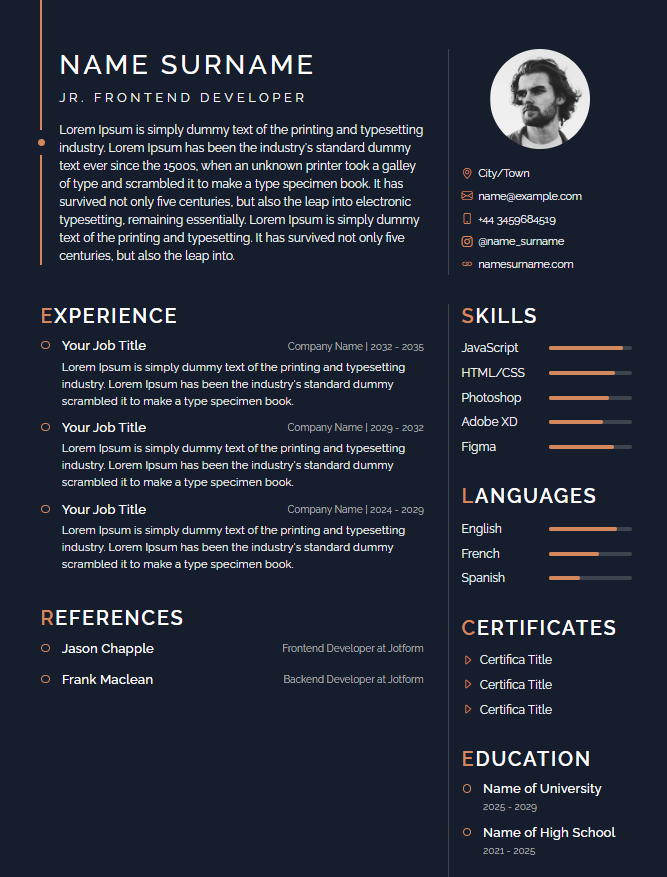 NAME SURNAME
JR. FRONTEND DEVELOPER
Lorem Ipsum is simply dummy text of the printing and typesetting
industry. Lorem Ipsum has been the industry's standard dummy
text ever since the 1500s, when an unknown printer took a galley
of type and scrambled it to make a type specimen book. It has
survived not only five centuries, but also the leap into electronic
typesetting, remaining essentially. Lorem Ipsum is simply dummy
text of the printing and typesetting. It has survived not only five
centuries, but also the leap into.
City/Town
name@example.com
+44 3459684519
@name_surname
namesurname.com
EXPERIENCE
Your Job Title
Company Name | 2032 - 2035
Lorem Ipsum is simply dummy text of the printing and typesetting
industry. Lorem Ipsum has been the industry's standard dummy
scrambled it to make a type specimen book.
Your Job Title
Company Name | 2029 - 2032
Lorem Ipsum is simply dummy text of the printing and typesetting
industry. Lorem Ipsum has been the industry's standard dummy
scrambled it to make a type specimen book.
Your Job Title
Company Name | 2024 - 2029
Lorem Ipsum is simply dummy text of the printing and typesetting
industry. Lorem Ipsum has been the industry's standard dummy
scrambled it to make a type specimen book.
REFERENCES
Jason Chapple
Frontend Developer at Jotform
Frank Maclean
Backend Developer at Jotform
SKILLS
JavaScript
HTML/CSS
Photoshop
Adobe XD
Figma
LANGUAGES
English
French
Spanish
CERTIFICATES
Certifica Title
Certifica Title
Certifica Title
EDUCATION
Name of University
2025 - 2029
Name of High School
2021 - 2025